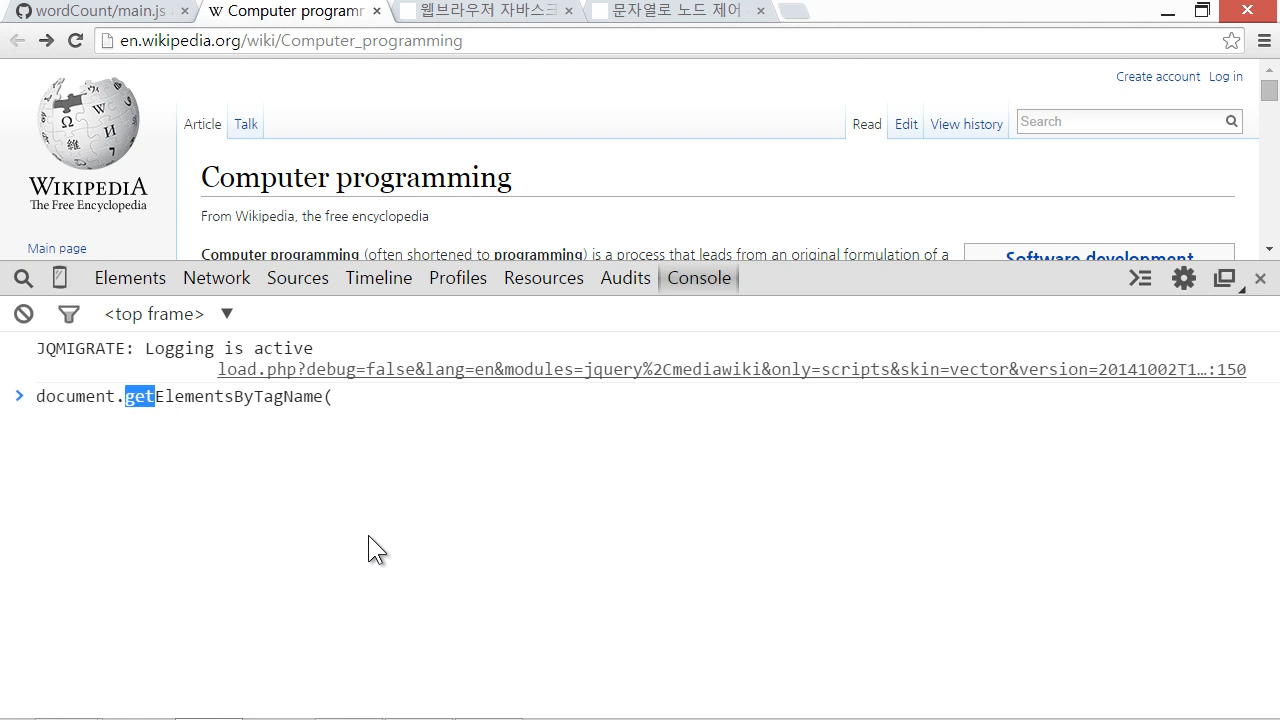 wordCount/main.js
Computer programm
웹브라우저 자바스크
문자열로 노드 제어
en.wikipedia.org/wiki/Computer_programming
Create account Log in
Article Talk Read Edit View history Search
WIKIPEDIA
The Free Encyclopedia
Main page
Computer programming
From Wikipedia, the free encyclopedia
Computer programming (often shortened to programming) is a process that leads from an original formulation of a
Software development
Elements Network Sources Timeline Profiles Resources Audits Console
<top frame> ▼
JQMIGRATE: Logging is active
load.php?debug=false&lang=en&modules=jquery%2Cmediawiki&only=scripts&skin=vector&version=20141002T1…:150
> document.getElementsByTagName(